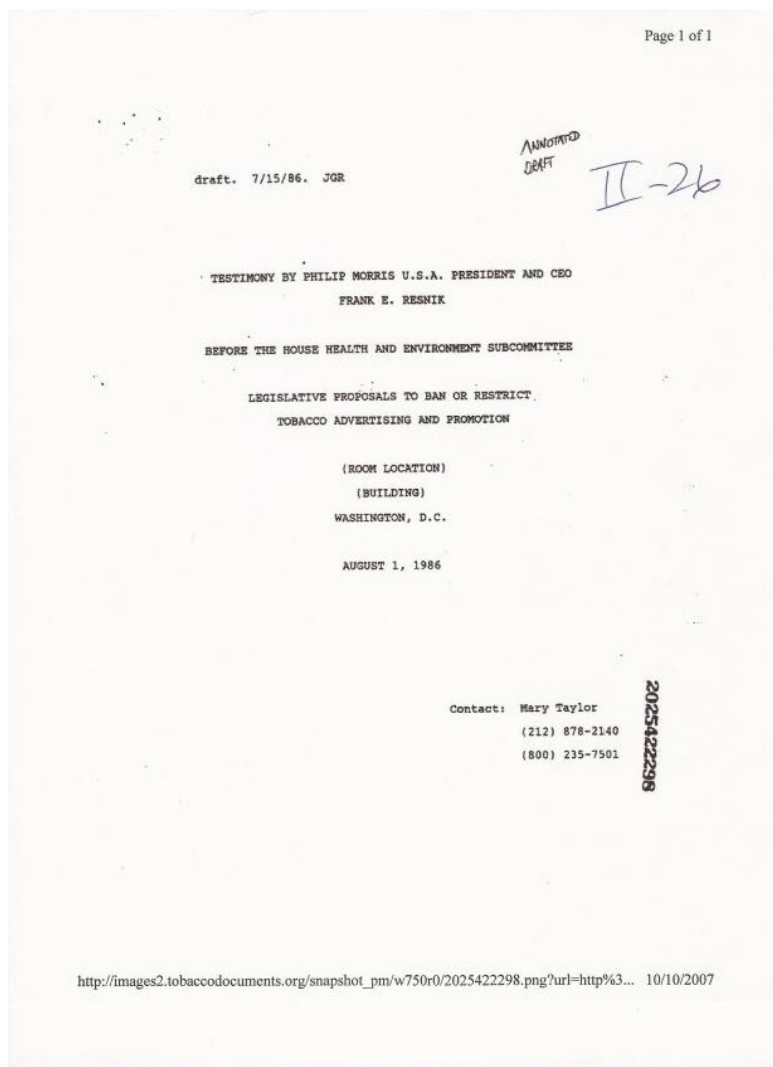 Page 1 of 1
ANNOTATED
DRAFT
draft. 7/15/86. JGR
II-26
TESTIMONY BY PHILIP MORRIS U.S.A. PRESIDENT AND CEO
FRANK E. RESNIK
BEFORE THE HOUSE HEALTH AND ENVIRONMENT SUBCOMMITTEE
LEGISLATIVE PROPOSALS TO BAN OR RESTRICT
TOBACCO ADVERTISING AND PROMOTION
(ROOM LOCATION)
(BUILDING)
WASHINGTON, D.C.
AUGUST 1, 1986
Contact: Mary Taylor
(212) 878-2140
(800) 235-7501
2025422298
http://images2.tobaccodocuments.org/snapshot_pm/w750r0/2025422298.png?url=http%3... 10/10/2007